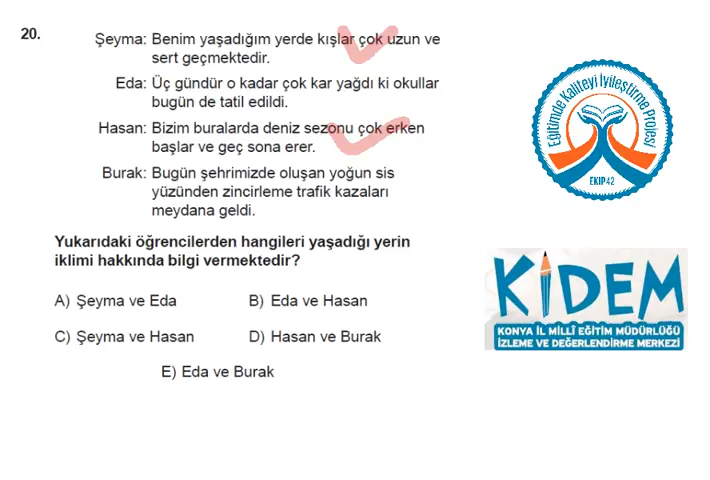 20.
Şeyma: Benim yaşadığım yerde kışlar çok uzun ve
sert geçmektedir.
Eda: Üç gündür o kadar çok kar yağdı ki okullar
bugün de tatil edildi.
Hasan: Bizim buralarda deniz sezonu çok erken
başlar ve geç sona erer.
Burak: Bugün şehrimizde oluşan yoğun sis
yüzünden zincirleme trafik kazaları
meydana geldi.
Yukarıdaki öğrencilerden hangileri yaşadığı yerin
iklimi hakkında bilgi vermektedir?
A) Şeyma ve Eda B) Eda ve Hasan
C) Şeyma ve Hasan D) Hasan ve Burak
E) Eda ve Burak
Eğitimde Kaliteyi İyileştirme Projesi
EKIP42
KİDEM
KONYA İL MİLLÎ EĞİTİM MÜDÜRLÜĞÜ
İZLEME VE DEĞERLENDİRME MERKEZİ